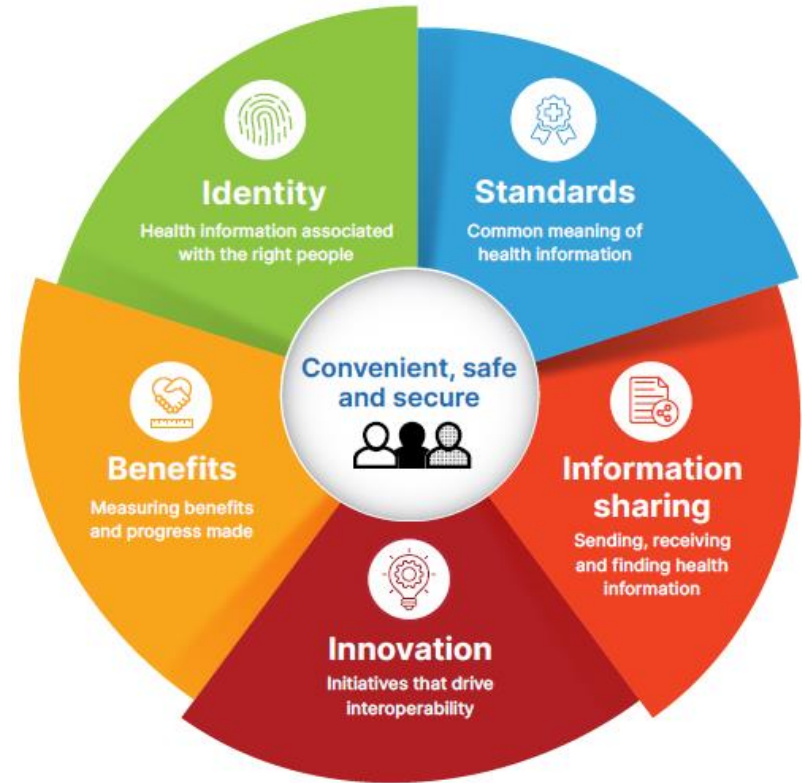 Identity
Health information associated
with the right people
Standards
Common meaning of
health information
Convenient, safe
and secure
Benefits
Measuring benefits
and progress made
Information
sharing
Sending, receiving
and finding health
information
Innovation
Initiatives that drive
interoperability